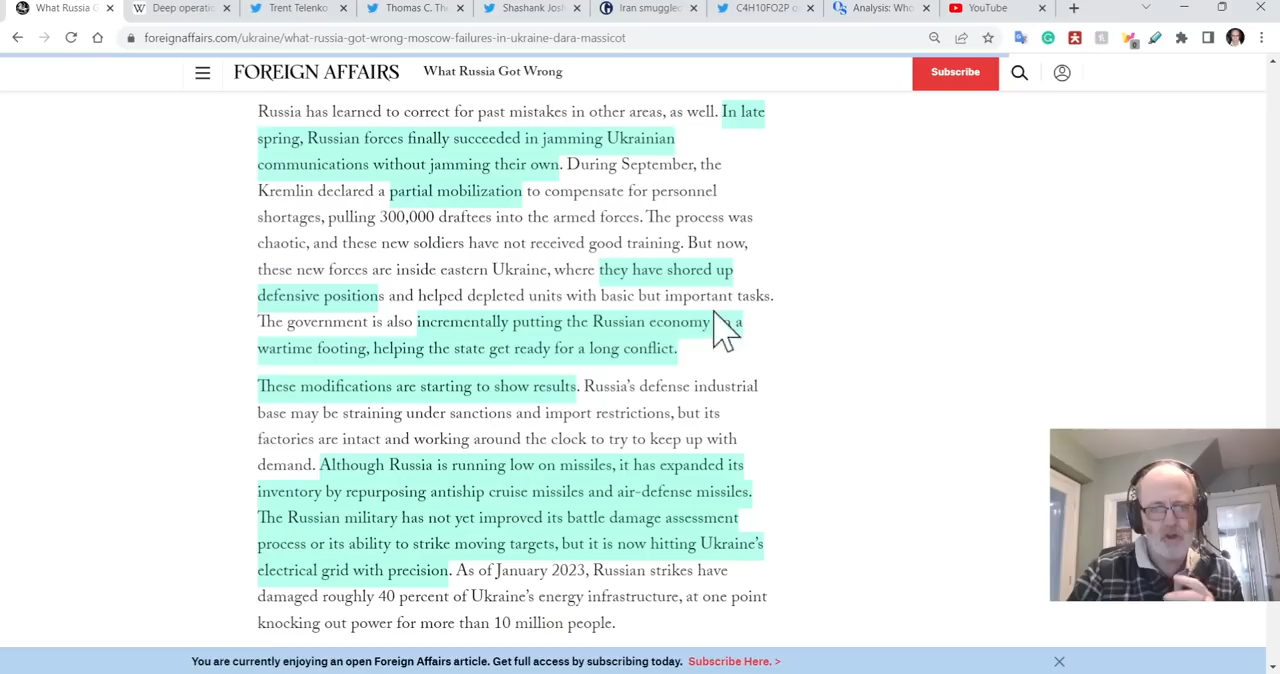 What Russia G
Deep operati
Trent Telenko
Thomas C. The
Shashank Josh
Iran smuggle
C4H10FO2P o
Analysis: Who
YouTube
foreignaffairs.com/ukraine/what-russia-got-wrong-moscow-failures-in-ukraine-dara-massicot
FOREIGN AFFAIRS
What Russia Got Wrong
Subscribe
Russia has learned to correct for past mistakes in other areas, as well. In late
spring, Russian forces finally succeeded in jamming Ukrainian
communications without jamming their own. During September, the
Kremlin declared a partial mobilization to compensate for personnel
shortages, pulling 300,000 draftees into the armed forces. The process was
chaotic, and these new soldiers have not received good training. But now,
these new forces are inside eastern Ukraine, where they have shored up
defensive positions and helped depleted units with basic but important tasks.
The government is also incrementally putting the Russian economy a
wartime footing, helping the state get ready for a long conflict.
These modifications are starting to show results. Russia’s defense industrial
base may be straining under sanctions and import restrictions, but its
factories are intact and working around the clock to try to keep up with
demand. Although Russia is running low on missiles, it has expanded its
inventory by repurposing antiship cruise missiles and air-defense missiles.
The Russian military has not yet improved its battle damage assessment
process or its ability to strike moving targets, but it is now hitting Ukraine’s
electrical grid with precision. As of January 2023, Russian strikes have
damaged roughly 40 percent of Ukraine’s energy infrastructure, at one point
knocking out power for more than 10 million people.
You are currently enjoying an open Foreign Affairs article. Get full access by subscribing today. Subscribe Here. >